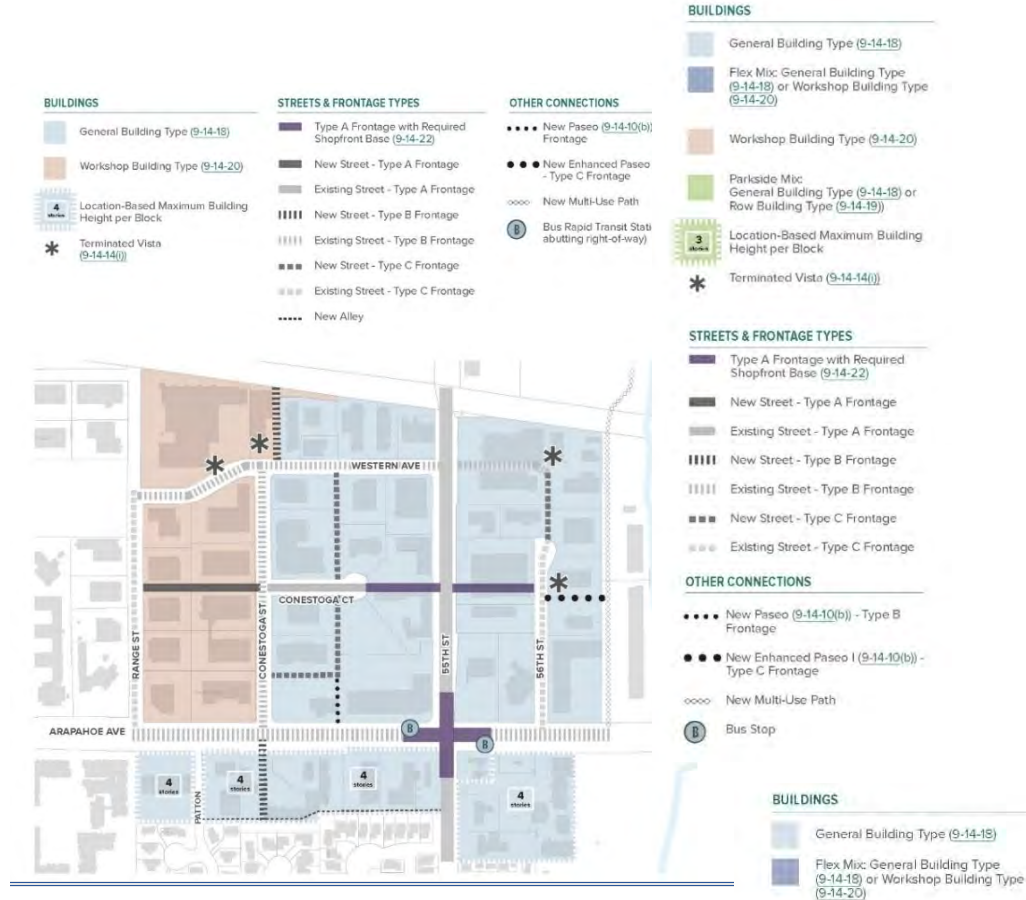 BUILDINGS
General Building Type (9-14-18)
Workshop Building Type (9-14-20)
4
stories
Location-Based Maximum Building
Height per Block
Terminated Vista
(9-14-14(i))
STREETS & FRONTAGE TYPES
Type A Frontage with Required
Shopfront Base (9-14-22)
New Street - Type A Frontage
Existing Street - Type A Frontage
New Street - Type B Frontage
Existing Street - Type B Frontage
New Street - Type C Frontage
Existing Street - Type C Frontage
New Alley
OTHER CONNECTIONS
New Paseo (9-14-10(b))
Frontage
New Enhanced Paseo
- Type C Frontage
New Multi-Use Path
B
Bus Rapid Transit Stati
abutting right-of-way)
BUILDINGS
General Building Type (9-14-18)
Flex Mix: General Building Type
(9-14-18) or Workshop Building Type
(9-14-20)
Workshop Building Type (9-14-20)
Parkside Mix:
General Building Type (9-14-18) or
Row Building Type (9-14-19))
3
stories
Location-Based Maximum Building
Height per Block
Terminated Vista (9-14-14(i))
STREETS & FRONTAGE TYPES
Type A Frontage with Required
Shopfront Base (9-14-22)
New Street - Type A Frontage
Existing Street - Type A Frontage
New Street - Type B Frontage
Existing Street - Type B Frontage
New Street - Type C Frontage
Existing Street - Type C Frontage
OTHER CONNECTIONS
New Paseo (9-14-10(b)) - Type B
Frontage
New Enhanced Paseo I (9-14-10(b)) -
Type C Frontage
New Multi-Use Path
B
Bus Stop
WESTERN AVE
CONESTOGA CT
RANGE ST
CONESTOGA ST
55TH ST
56TH ST
ARAPAHOE AVE
B
B
PATTON
4
stories
4
stories
4
stories
4
stories
BUILDINGS
General Building Type (9-14-18)
Flex Mix: General Building Type
(9-14-18) or Workshop Building Type
(9-14-20)